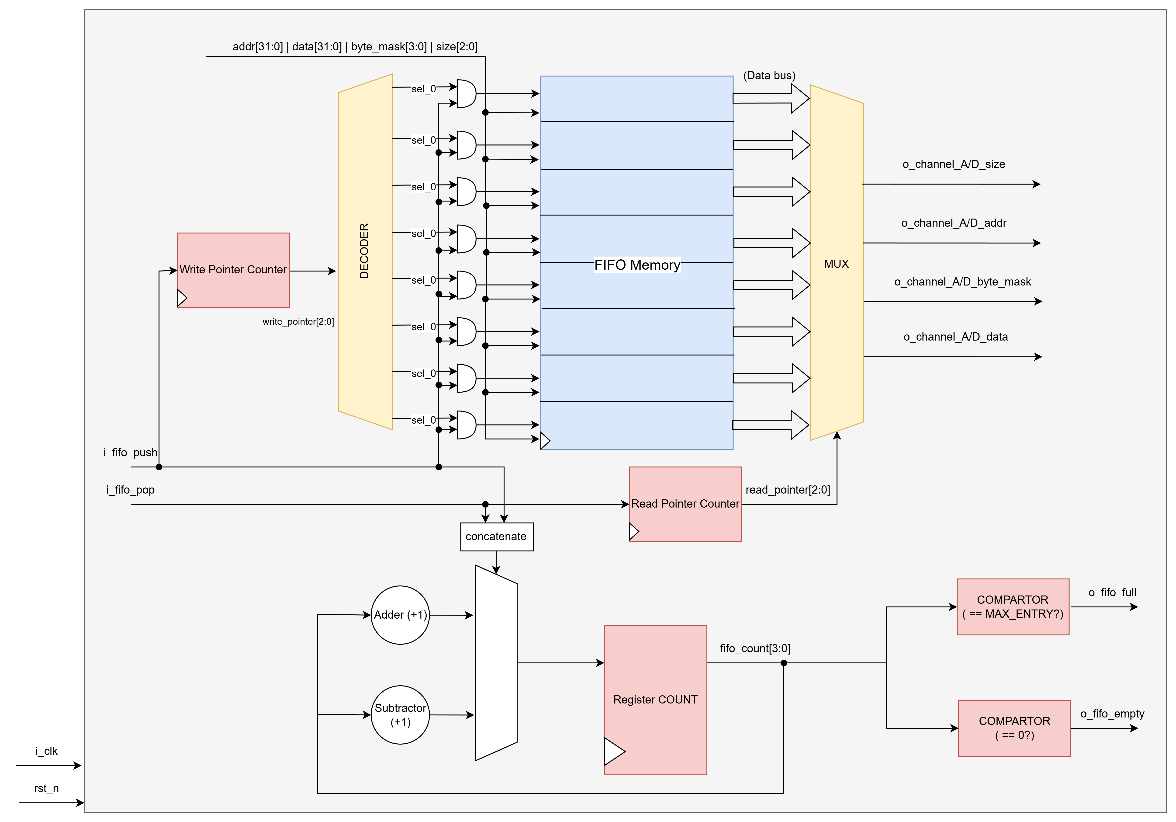 addr[31:0] | data[31:0] | byte_mask[3:0] | size[2:0]
(Data bus)
sel_0
sel_0
sel_0
sel_0
sel_0
sel_0
sel_0
sel_0
DECODER
FIFO Memory
MUX
o_channel_A/D_size
o_channel_A/D_addr
o_channel_A/D_byte_mask
o_channel_A/D_data
Write Pointer Counter
write_pointer[2:0]
i_fifo_push
i_fifo_pop
Read Pointer Counter
read_pointer[2:0]
concatenate
Adder (+1)
Subtractor
(+1)
Register COUNT
fifo_count[3:0]
COMPARTOR
( == MAX_ENTRY?)
o_fifo_full
COMPARTOR
( == 0?)
o_fifo_empty
i_clk
rst_n